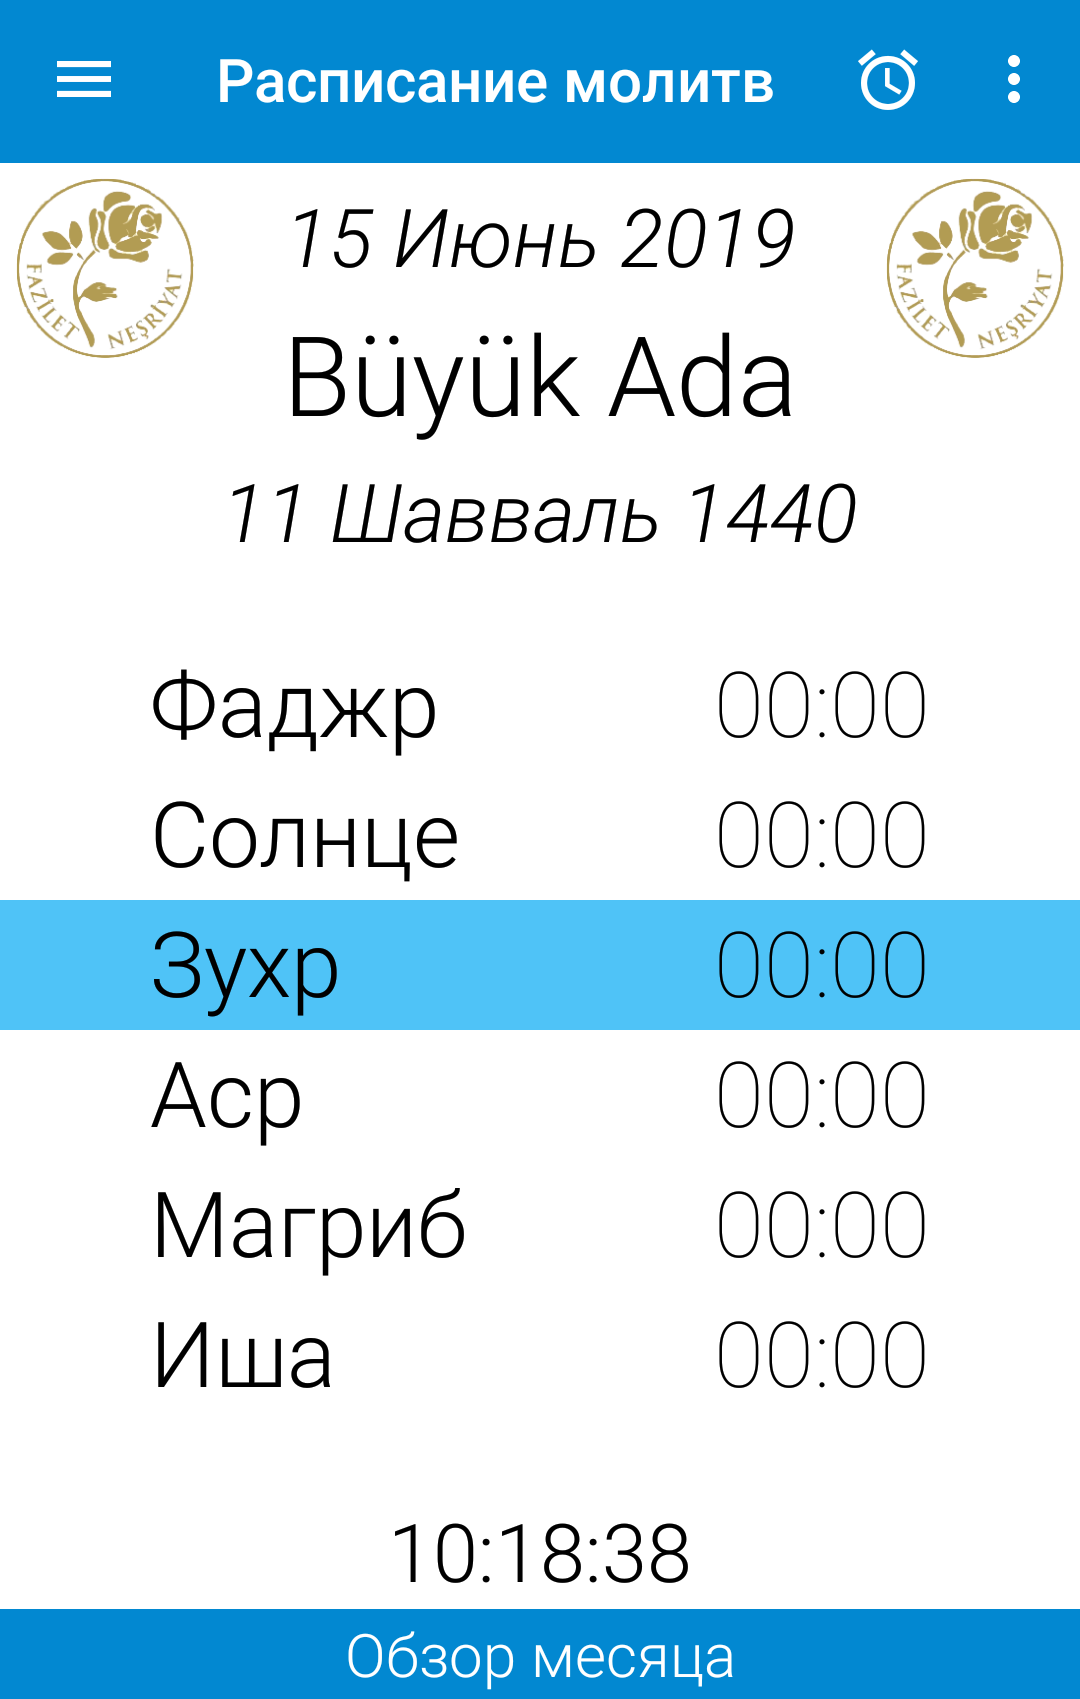 Расписание молитв
FAZİLET NEŞRİYAT
FAZİLET NEŞRİYAT
15 Июнь 2019
Büyük Ada
11 Шавваль 1440
Фаджр 00:00
Солнце 00:00
Зухр 00:00
Аср 00:00
Магриб 00:00
Иша 00:00
10:18:38
Обзор месяца